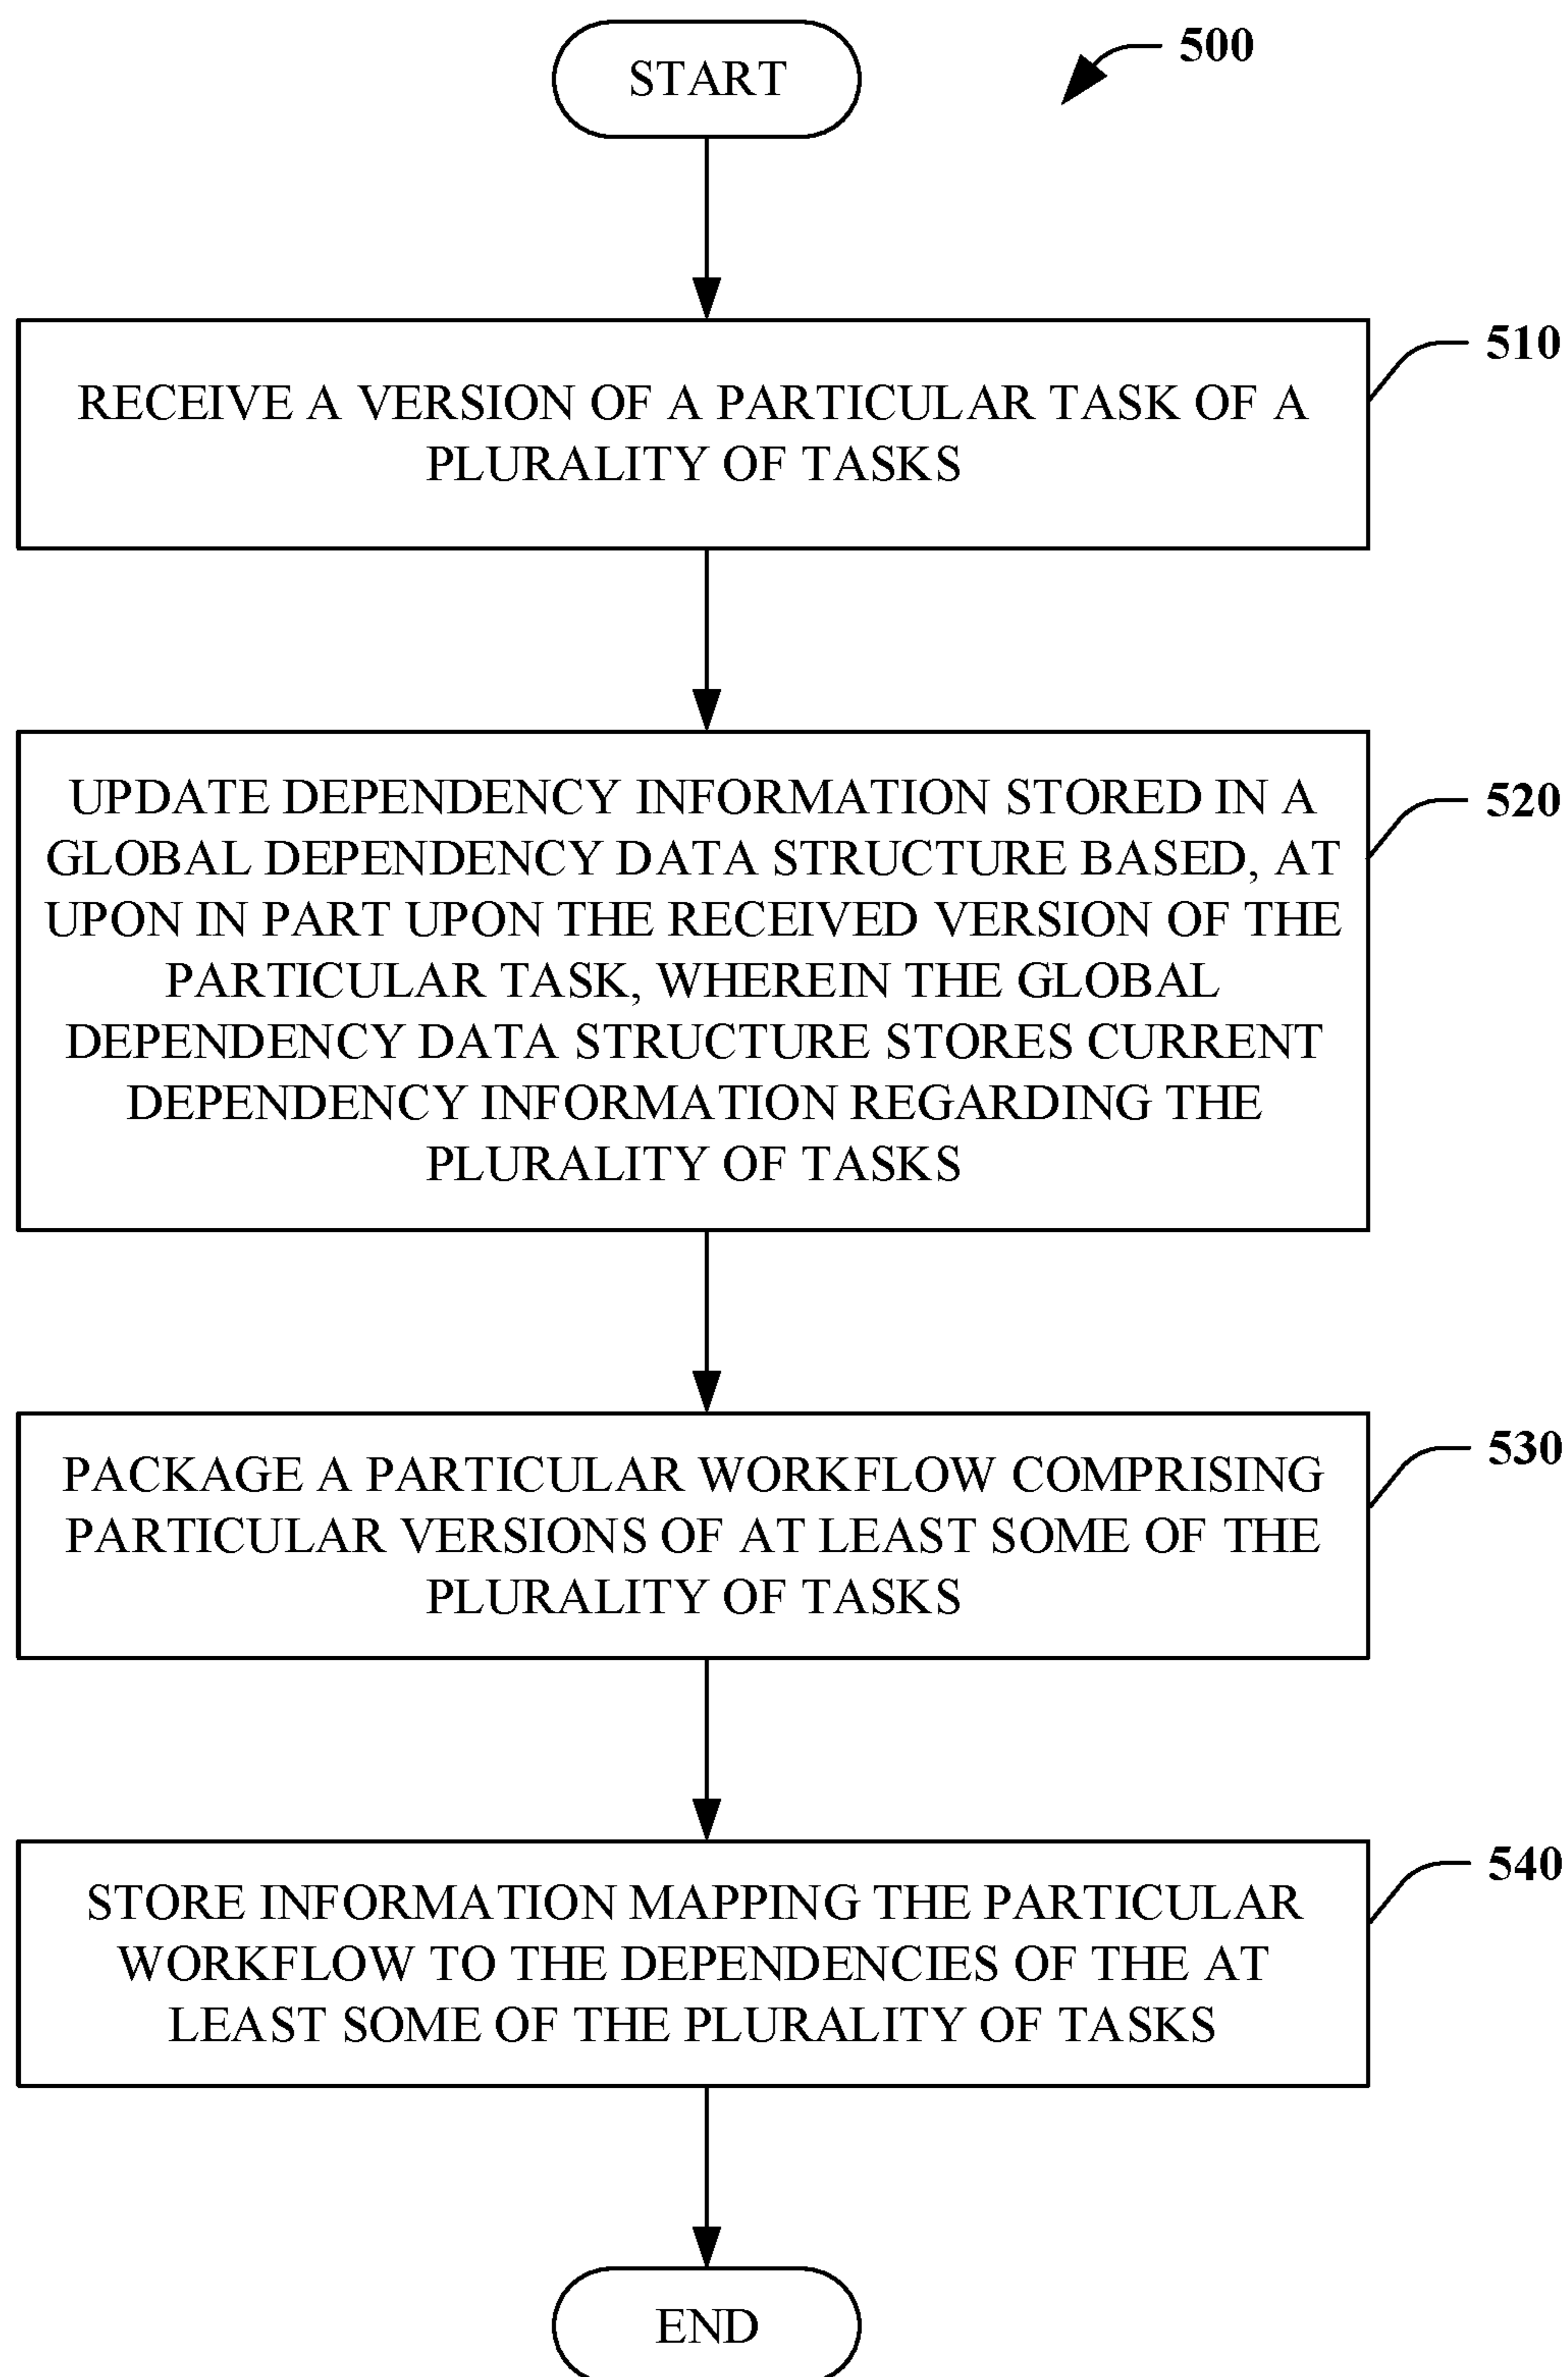 START
500
RECEIVE A VERSION OF A PARTICULAR TASK OF A
PLURALITY OF TASKS
510
UPDATE DEPENDENCY INFORMATION STORED IN A
GLOBAL DEPENDENCY DATA STRUCTURE BASED, AT
UPON IN PART UPON THE RECEIVED VERSION OF THE
PARTICULAR TASK, WHEREIN THE GLOBAL
DEPENDENCY DATA STRUCTURE STORES CURRENT
DEPENDENCY INFORMATION REGARDING THE
PLURALITY OF TASKS
520
PACKAGE A PARTICULAR WORKFLOW COMPRISING
PARTICULAR VERSIONS OF AT LEAST SOME OF THE
PLURALITY OF TASKS
530
STORE INFORMATION MAPPING THE PARTICULAR
WORKFLOW TO THE DEPENDENCIES OF THE AT
LEAST SOME OF THE PLURALITY OF TASKS
540
END